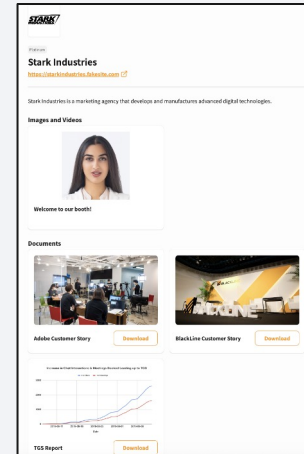 STARK
INDUSTRIES
Platinum
Stark Industries
https://starkindustries.fakesite.com
Stark Industries is a marketing agency that develops and manufactures advanced digital technologies.
Images and Videos
Welcome to our booth!
Documents
Adobe Customer Story
Download
BlackLine Customer Story
Download
TGS Report
Download